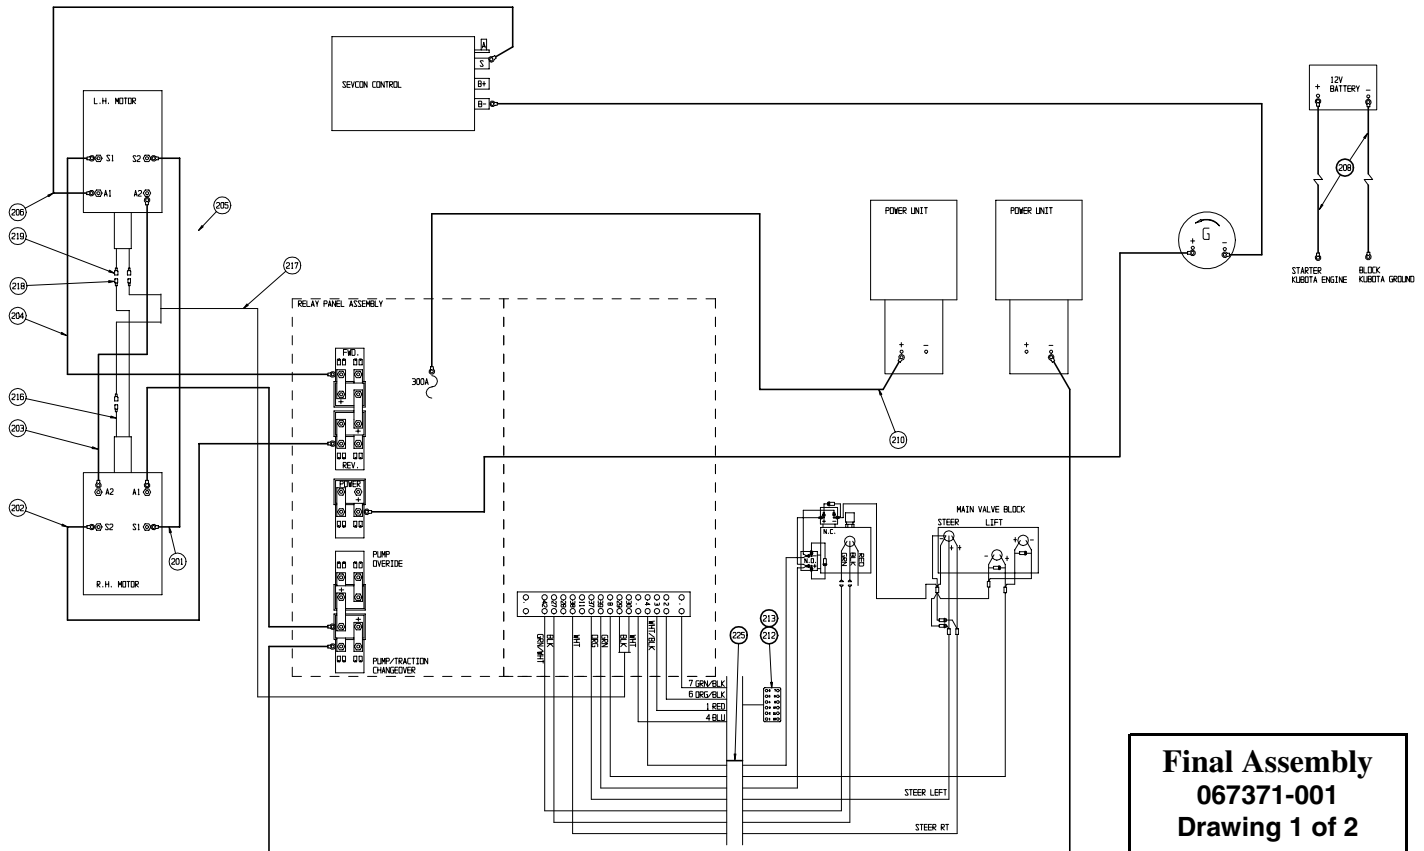 A
S
SEVCON CONTROL
B+
B-
12V
BATTERY
+ -
L.H. MOTOR
S1 S2
A1 A2
206
205
219
218
217
204
216
203
202
201
208
POWER UNIT
POWER UNIT
+ -
+ -
G
+ -
STARTER
KUBOTA ENGINE
BLOCK
KUBOTA GROUND
RELAY PANEL ASSEMBLY
FWD.
300A
REV.
POWER
210
A2 A1
S2 S1
R.H. MOTOR
PUMP
OVERIDE
PUMP/TRACTION
CHANGEOVER
N.C.
N.O.
GRN
BLK
RED
MAIN VALVE BLOCK
STEER LIFT
GRN/WHT
BLK
WHT
ORG
GRN
BLK
WHT
WHT/BLK
225
213
212
7 GRN/BLK
6 ORG/BLK
1 RED
4 BLU
STEER LEFT
STEER RT
Final Assembly
067371-001
Drawing 1 of 2